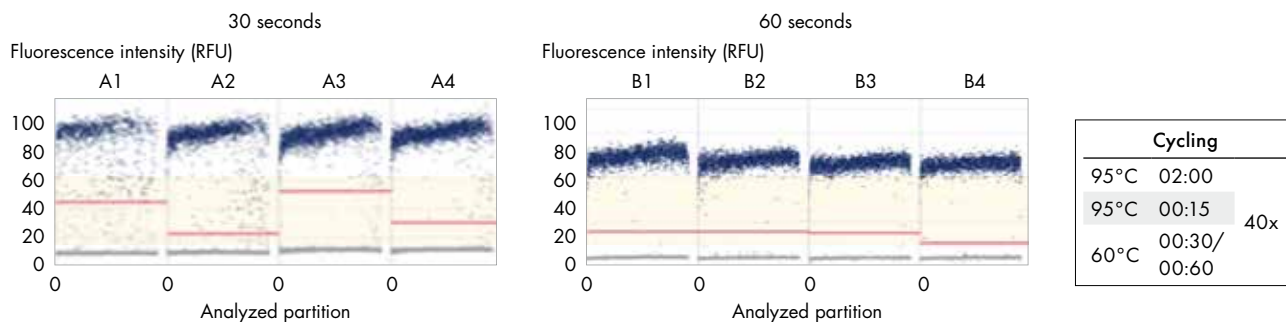 30 seconds
Fluorescence intensity (RFU)
A1 A2 A3 A4
100
80
60
40
20
0
0 0 0 0
Analyzed partition
60 seconds
Fluorescence intensity (RFU)
B1 B2 B3 B4
100
80
60
40
20
0
0 0 0 0
Analyzed partition
Cycling
95°C 02:00
95°C 00:15
60°C 00:30/
00:60
40x